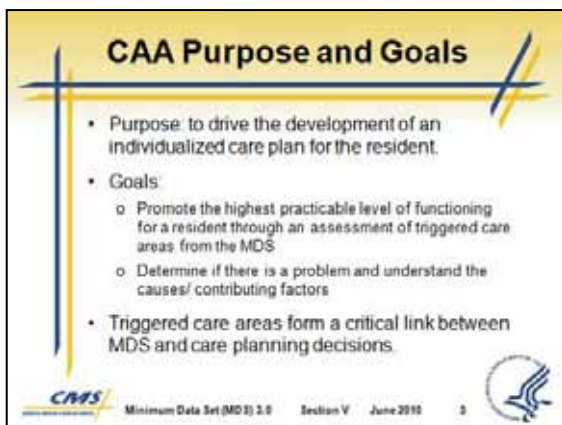 CAA Purpose and Goals
• Purpose: to drive the development of an
individualized care plan for the resident.
• Goals:
o Promote the highest practicable level of functioning
for a resident through an assessment of triggered care
areas from the MDS
o Determine if there is a problem and understand the
causes/ contributing factors
• Triggered care areas form a critical link between
MDS and care planning decisions.
CMS Minimum Data Set (MDS) 3.0 Section V June 2010 3